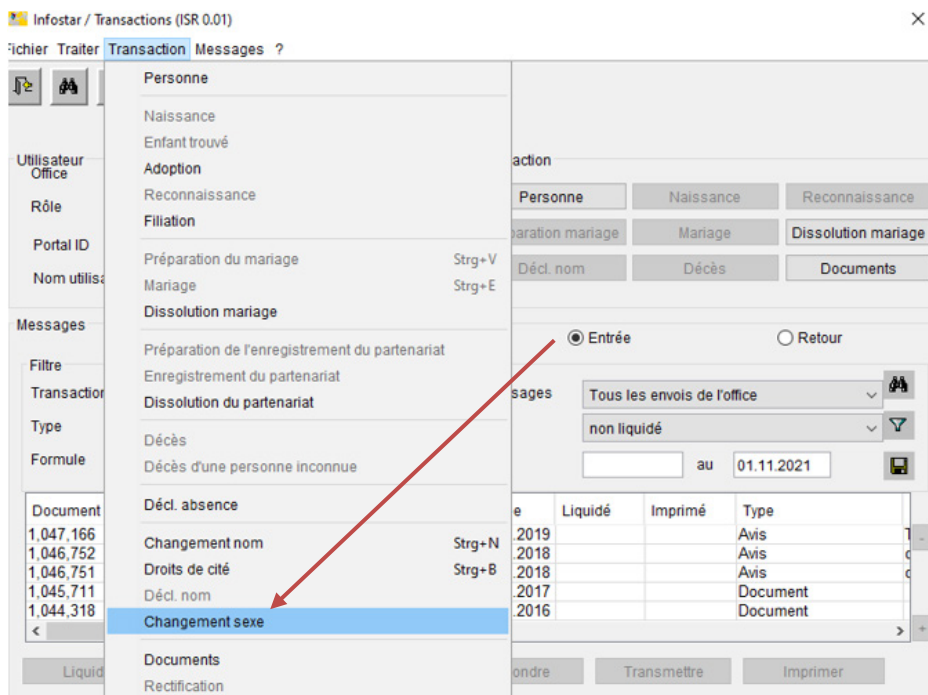 Infostar / Transactions (ISR 0.01)
Fichier Traiter Transaction Messages ?
Personne
Naissance
Enfant trouvé
Adoption
Reconnaissance
Filiation
Préparation du mariage Strg+V
Mariage Strg+E
Dissolution mariage
Préparation de l'enregistrement du partenariat
Enregistrement du partenariat
Dissolution du partenariat
Décès
Décès d'une personne inconnue
Décl. absence
Changement nom Strg+N
Droits de cité Strg+B
Décl. nom
Changement sexe
Documents
Rectification
Utilisateur
Office
Rôle
Portal ID
Nom utilisa
action
Personne Naissance Reconnaissance
paration mariage Mariage Dissolution mariage
Décl. nom Décès Documents
Messages
Entrée Retour
Filtre
Transaction
Type
Formule
ssages Tous les envois de l'office
non liquidé
au 01.11.2021
Document e Liquidé Imprimé Type
1,047,166 .2019 Avis
1,046,752 .2018 Avis
1,046,751 .2018 Avis
1,045,711 .2017 Document
1,044,318 .2016 Document
Liquid ondre Transmettre Imprimer